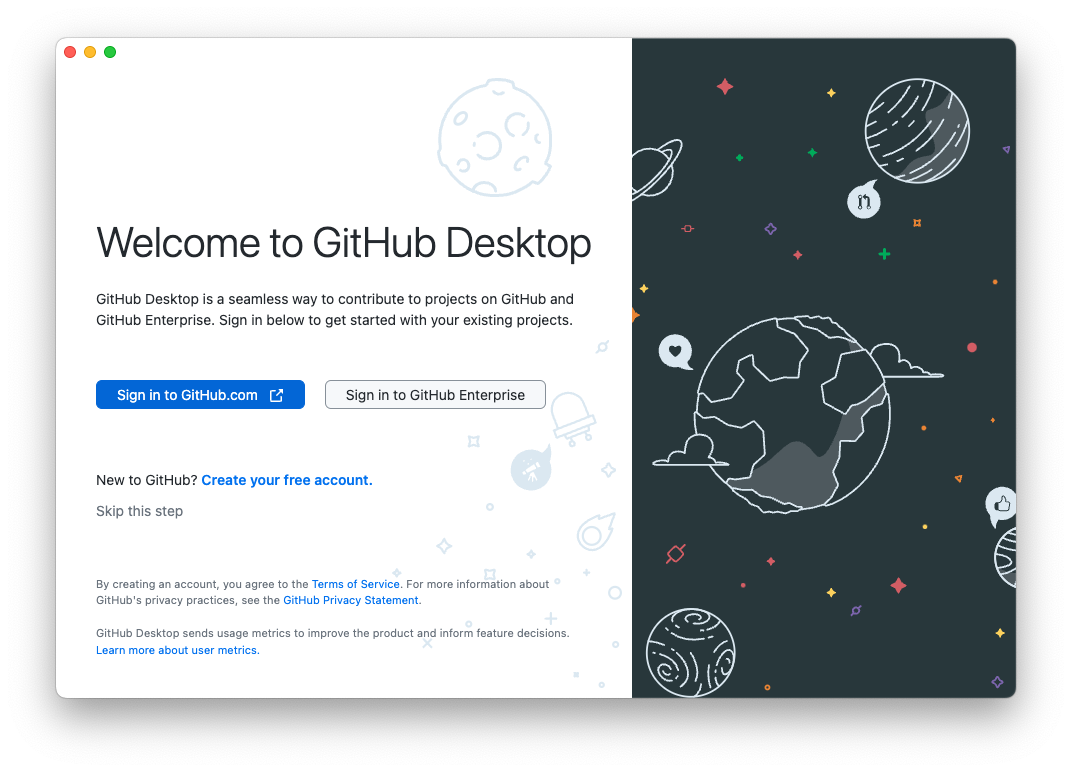 Welcome to GitHub Desktop
GitHub Desktop is a seamless way to contribute to projects on GitHub and
GitHub Enterprise. Sign in below to get started with your existing projects.
Sign in to GitHub.com
Sign in to GitHub Enterprise
New to GitHub? Create your free account.
Skip this step
By creating an account, you agree to the Terms of Service. For more information about
GitHub's privacy practices, see the GitHub Privacy Statement.
GitHub Desktop sends usage metrics to improve the product and inform feature decisions.
Learn more about user metrics.